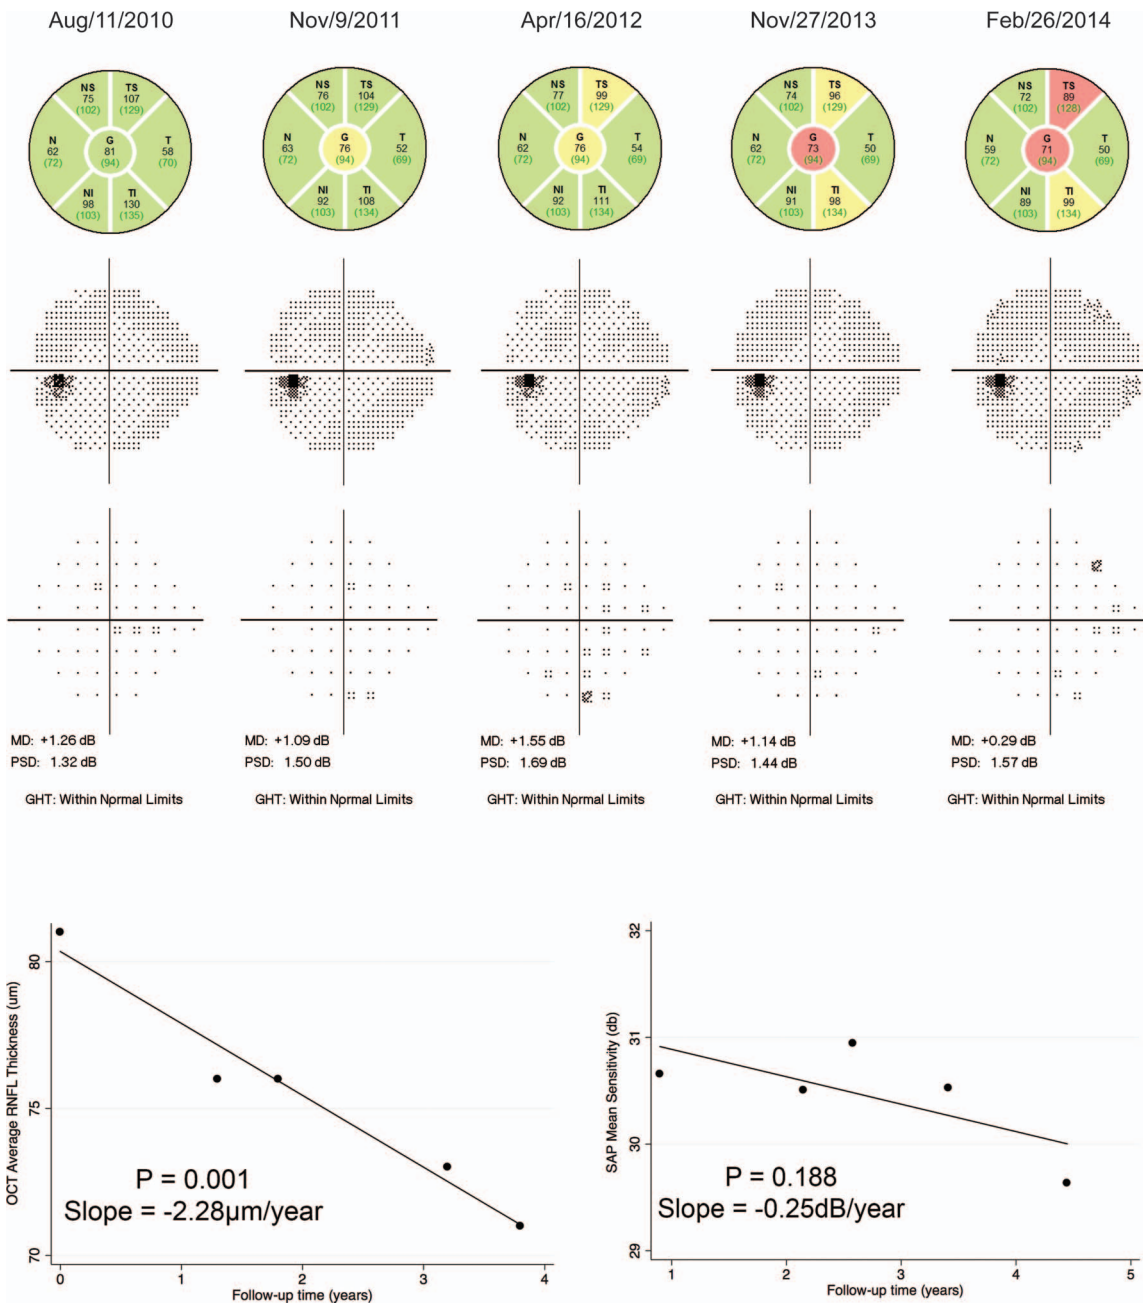 Aug/11/2010 Nov/9/2011 Apr/16/2012 Nov/27/2013 Feb/26/2014
NS TS NS TS NS TS NS TS NS TS
75 107 76 104 77 99 74 96 72 89
(102) (129) (102) (129) (102) (129) (102) (129) (102) (128)
N G T N G T N G T N G T N G T
62 81 58 63 76 52 62 76 54 62 73 50 59 71 50
(72) (94) (70) (72) (94) (69) (72) (94) (69) (72) (94) (69) (72) (94) (69)
NI TI NI TI NI TI NI TI NI TI
98 130 92 108 92 111 91 98 89 99
(103) (135) (103) (134) (103) (134) (103) (134) (103) (134)
MD: +1.26 dB MD: +1.09 dB MD: +1.55 dB MD: +1.14 dB MD: +0.29 dB
PSD: 1.32 dB PSD: 1.50 dB PSD: 1.69 dB PSD: 1.44 dB PSD: 1.57 dB
GHT: Within Normal Limits GHT: Within Normal Limits GHT: Within Normal Limits GHT: Within Normal Limits GHT: Within Normal Limits
OCT Average RNFL Thickness (um)
80
75
70
P = 0.001
Slope = -2.28µm/year
0 1 2 3 4
Follow-up time (years)
SAP Mean Sensitivity (db)
32
31
30
29
P = 0.188
Slope = -0.25dB/year
1 2 3 4 5
Follow-up time (years)